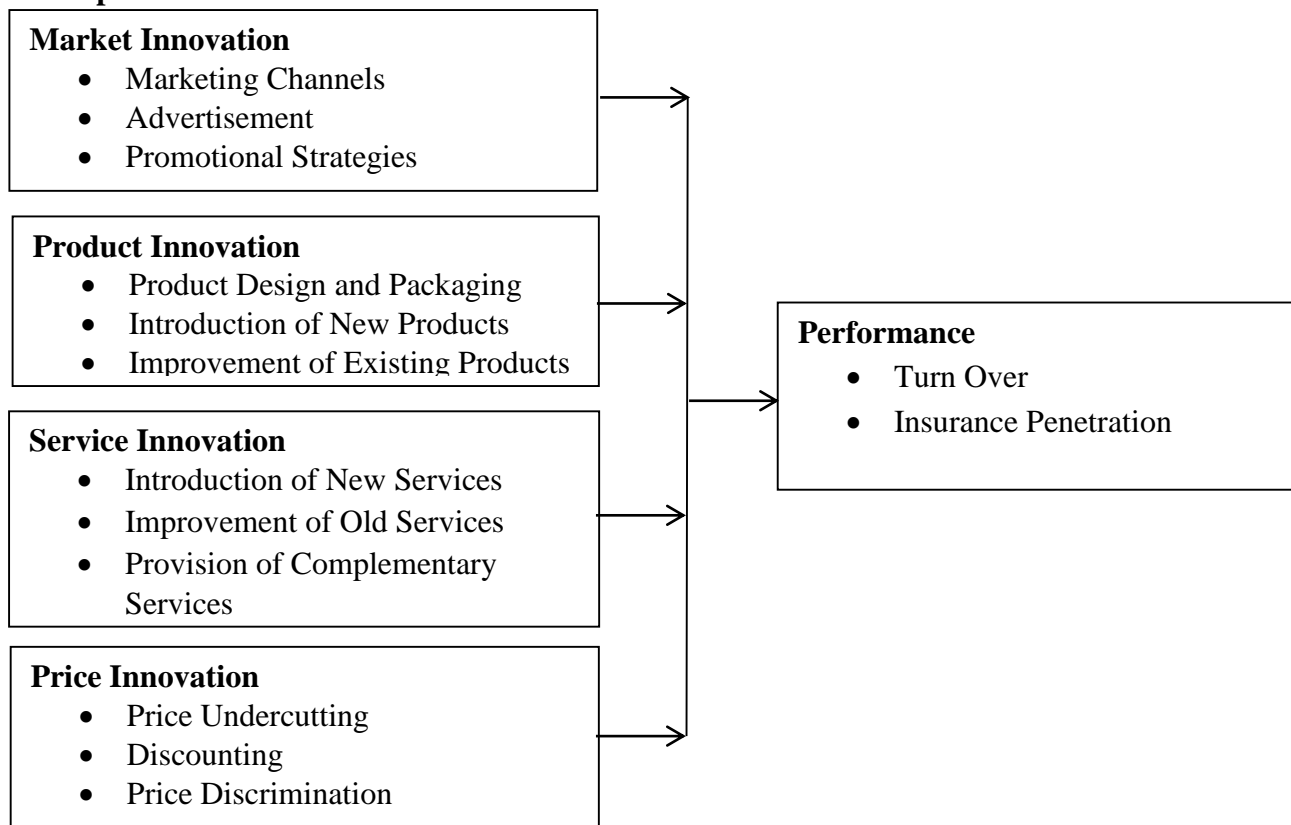 Market Innovation
• Marketing Channels
• Advertisement
• Promotional Strategies
Product Innovation
• Product Design and Packaging
• Introduction of New Products
• Improvement of Existing Products
Performance
• Turn Over
• Insurance Penetration
Service Innovation
• Introduction of New Services
• Improvement of Old Services
• Provision of Complementary
Services
Price Innovation
• Price Undercutting
• Discounting
• Price Discrimination